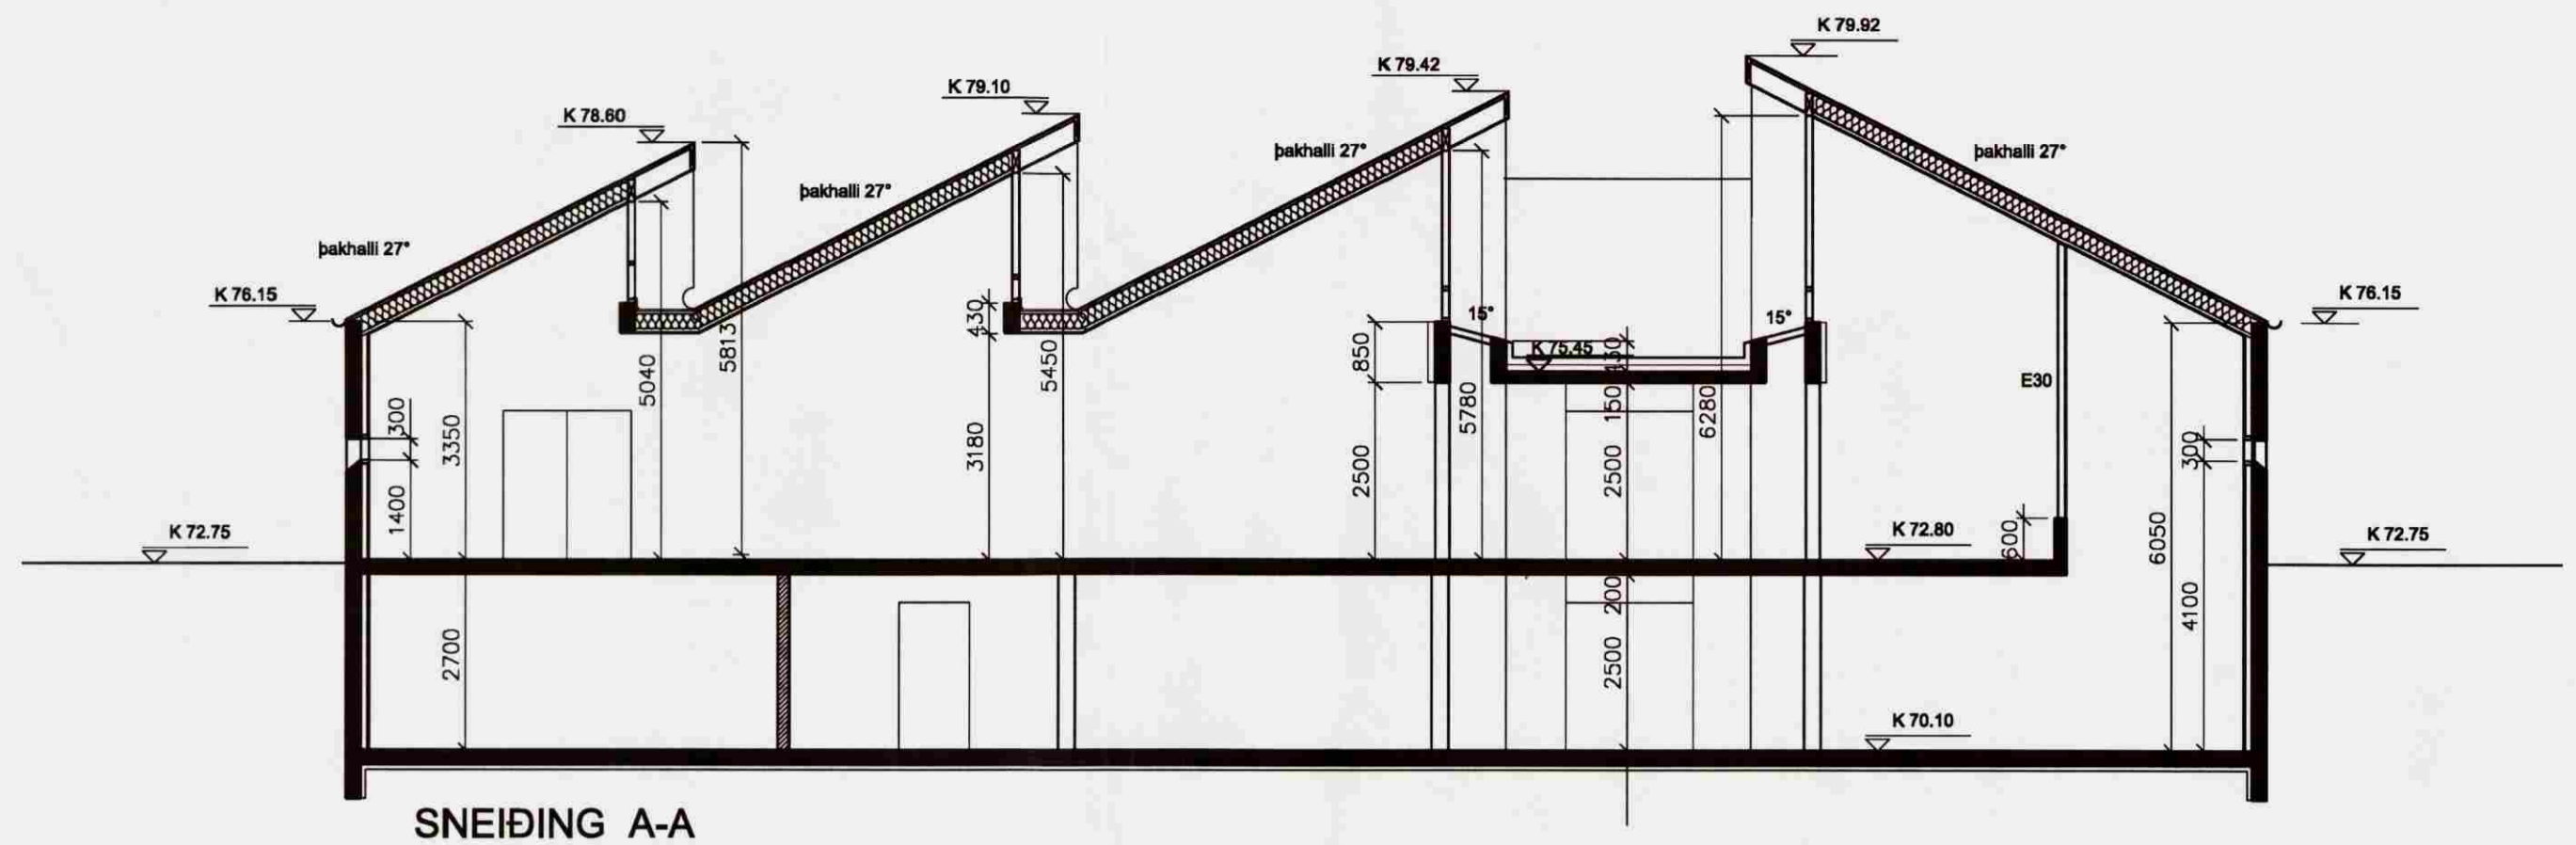 K 79.92
K 79.42
K 79.10
K 78.60
þakhalli 27°
þakhalli 27°
þakhalli 27°
þakhalli 27°
K 76.15
K 76.15
15°
15°
K 75.45
430
5813
5040
5450
850
5780
150
6280
E30
300
3350
1400
3180
2500
2500
300
6050
4100
600
K 72.75
K 72.80
K 72.75
2700
200
2500
K 70.10
SNEIÐING A-A